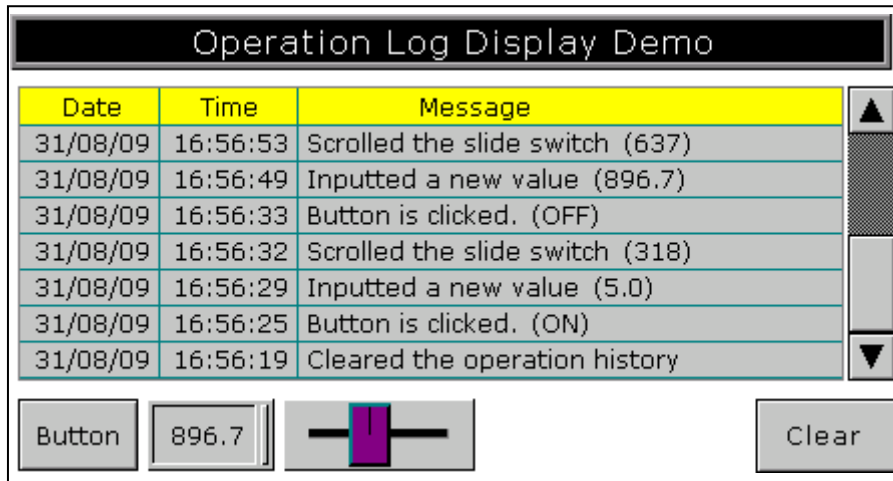 Operation Log Display Demo
Date Time Message
31/08/09 16:56:53 Scrolled the slide switch (637)
31/08/09 16:56:49 Inputted a new value (896.7)
31/08/09 16:56:33 Button is clicked. (OFF)
31/08/09 16:56:32 Scrolled the slide switch (318)
31/08/09 16:56:29 Inputted a new value (5.0)
31/08/09 16:56:25 Button is clicked. (ON)
31/08/09 16:56:19 Cleared the operation history
Button 896.7 Clear